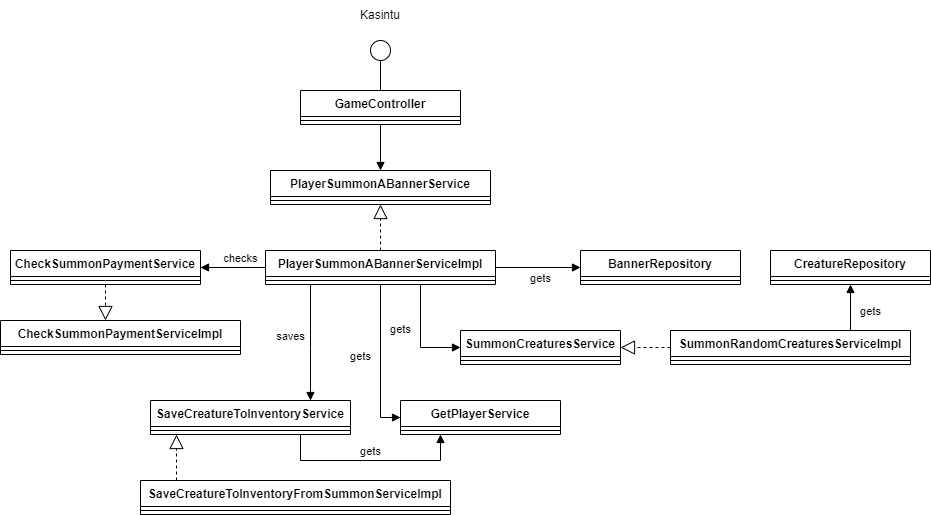 Kasintu
GameController
PlayerSummonABannerService
CheckSummonPaymentService
checks
PlayerSummonABannerServiceImpl
gets
BannerRepository
CreatureRepository
CheckSummonPaymentServiceImpl
saves
gets
gets
SummonCreaturesService
SummonRandomCreaturesServiceImpl
gets
SaveCreatureToInventoryService
GetPlayerService
gets
SaveCreatureToInventoryFromSummonServiceImpl